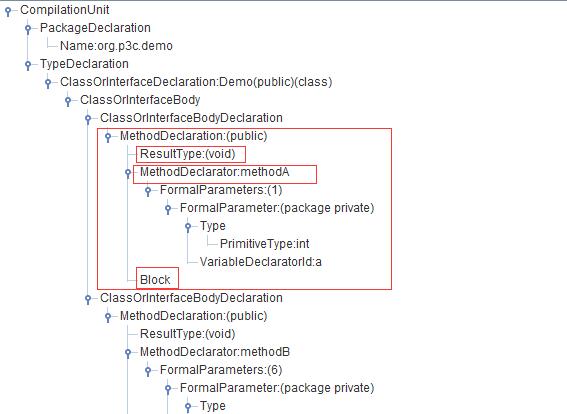 CompilationUnit
PackageDeclaration
Name:org.p3c.demo
TypeDeclaration
ClassOrInterfaceDeclaration:Demo(public)(class)
ClassOrInterfaceBody
ClassOrInterfaceBodyDeclaration
MethodDeclaration:(public)
ResultType:(void)
MethodDeclarator:methodA
FormalParameters:(1)
FormalParameter:(package private)
Type
PrimitiveType:int
VariableDeclaratorId:a
Block
ClassOrInterfaceBodyDeclaration
MethodDeclaration:(public)
ResultType:(void)
MethodDeclarator:methodB
FormalParameters:(6)
FormalParameter:(package private)
Type